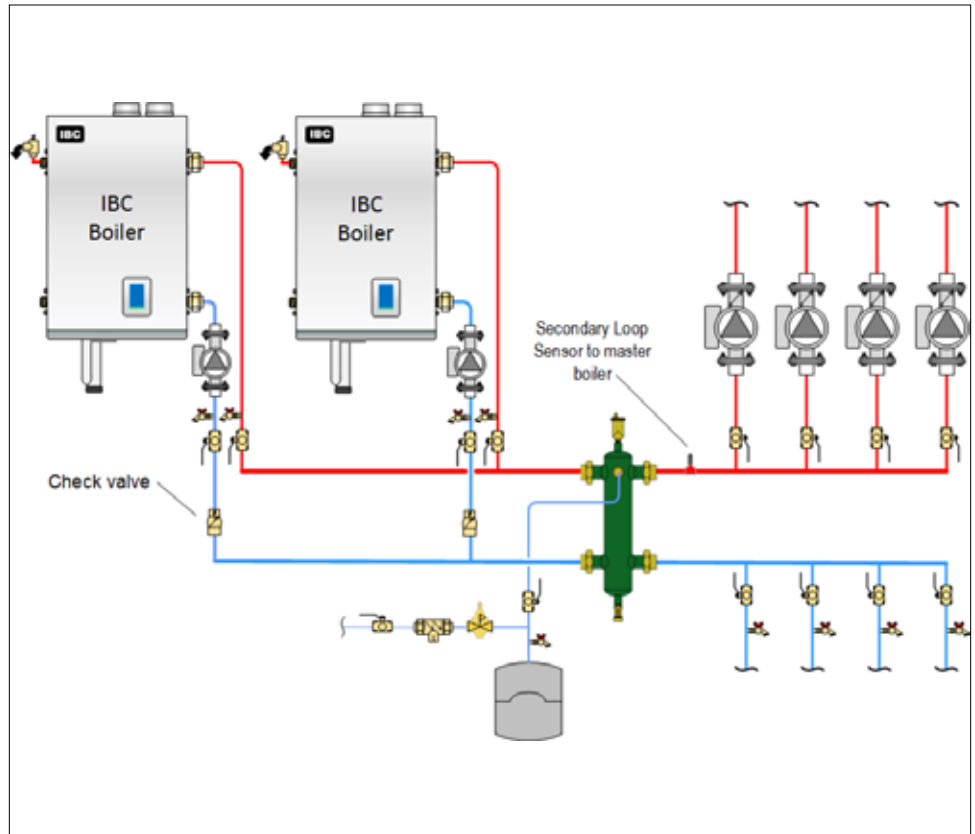 IBC
IBC
Boiler
IBC
IBC
Boiler
Secondary Loop
Sensor to master
boiler
Check valve